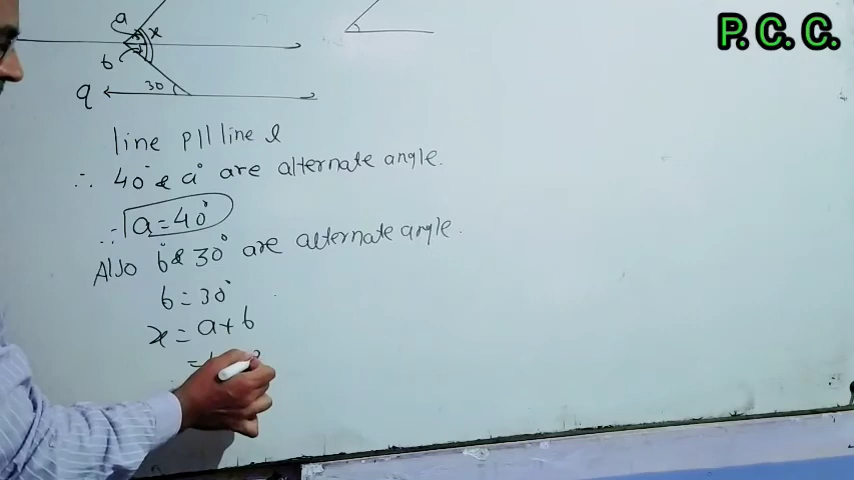 P. C. C.
a
x
b
30
q
line p || line l
∴ 40° & a° are alternate angle.
∴ a = 40°
Also b° & 30° are alternate angle.
b = 30°
x = a + b
=